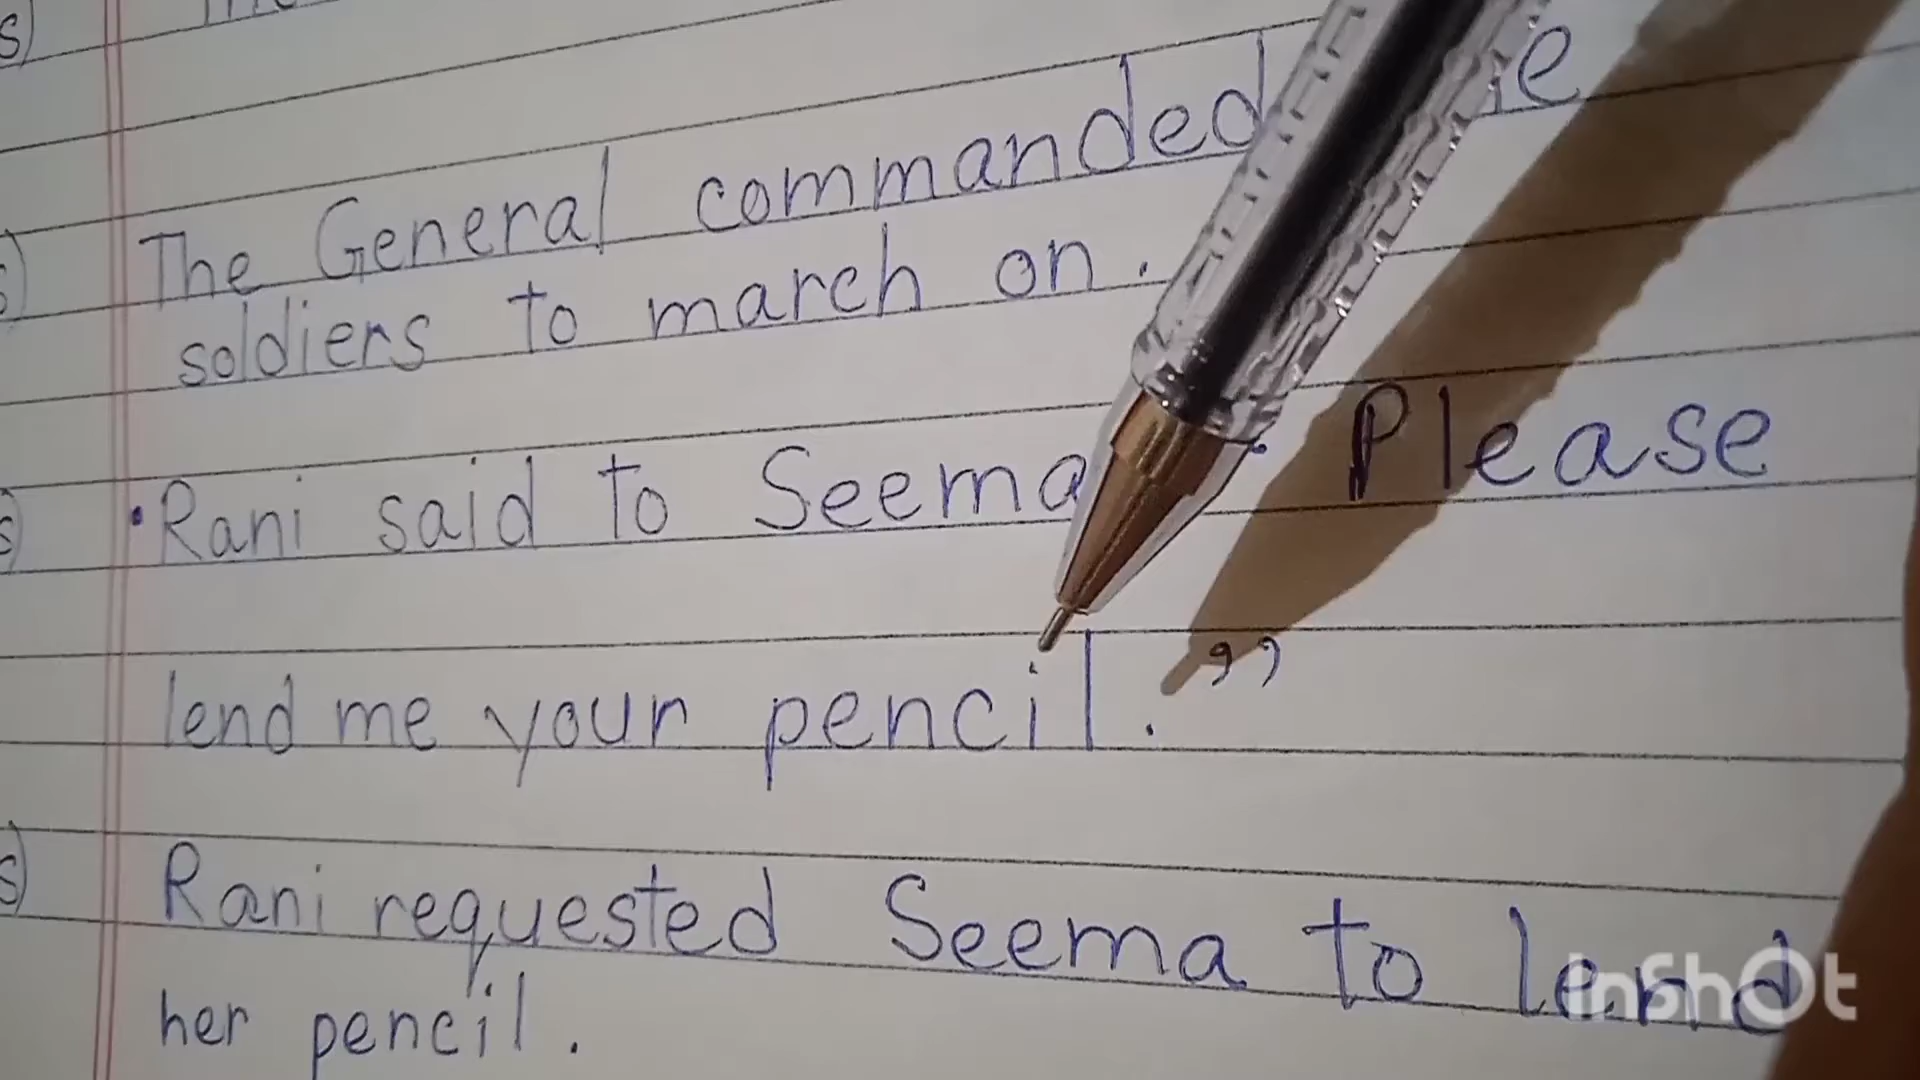 s)
s) The General commanded
soldiers to march on.
s) Rani said to Seema Please
lend me your pencil.”
s) Rani requested Seema to lend
her pencil.
InShOt